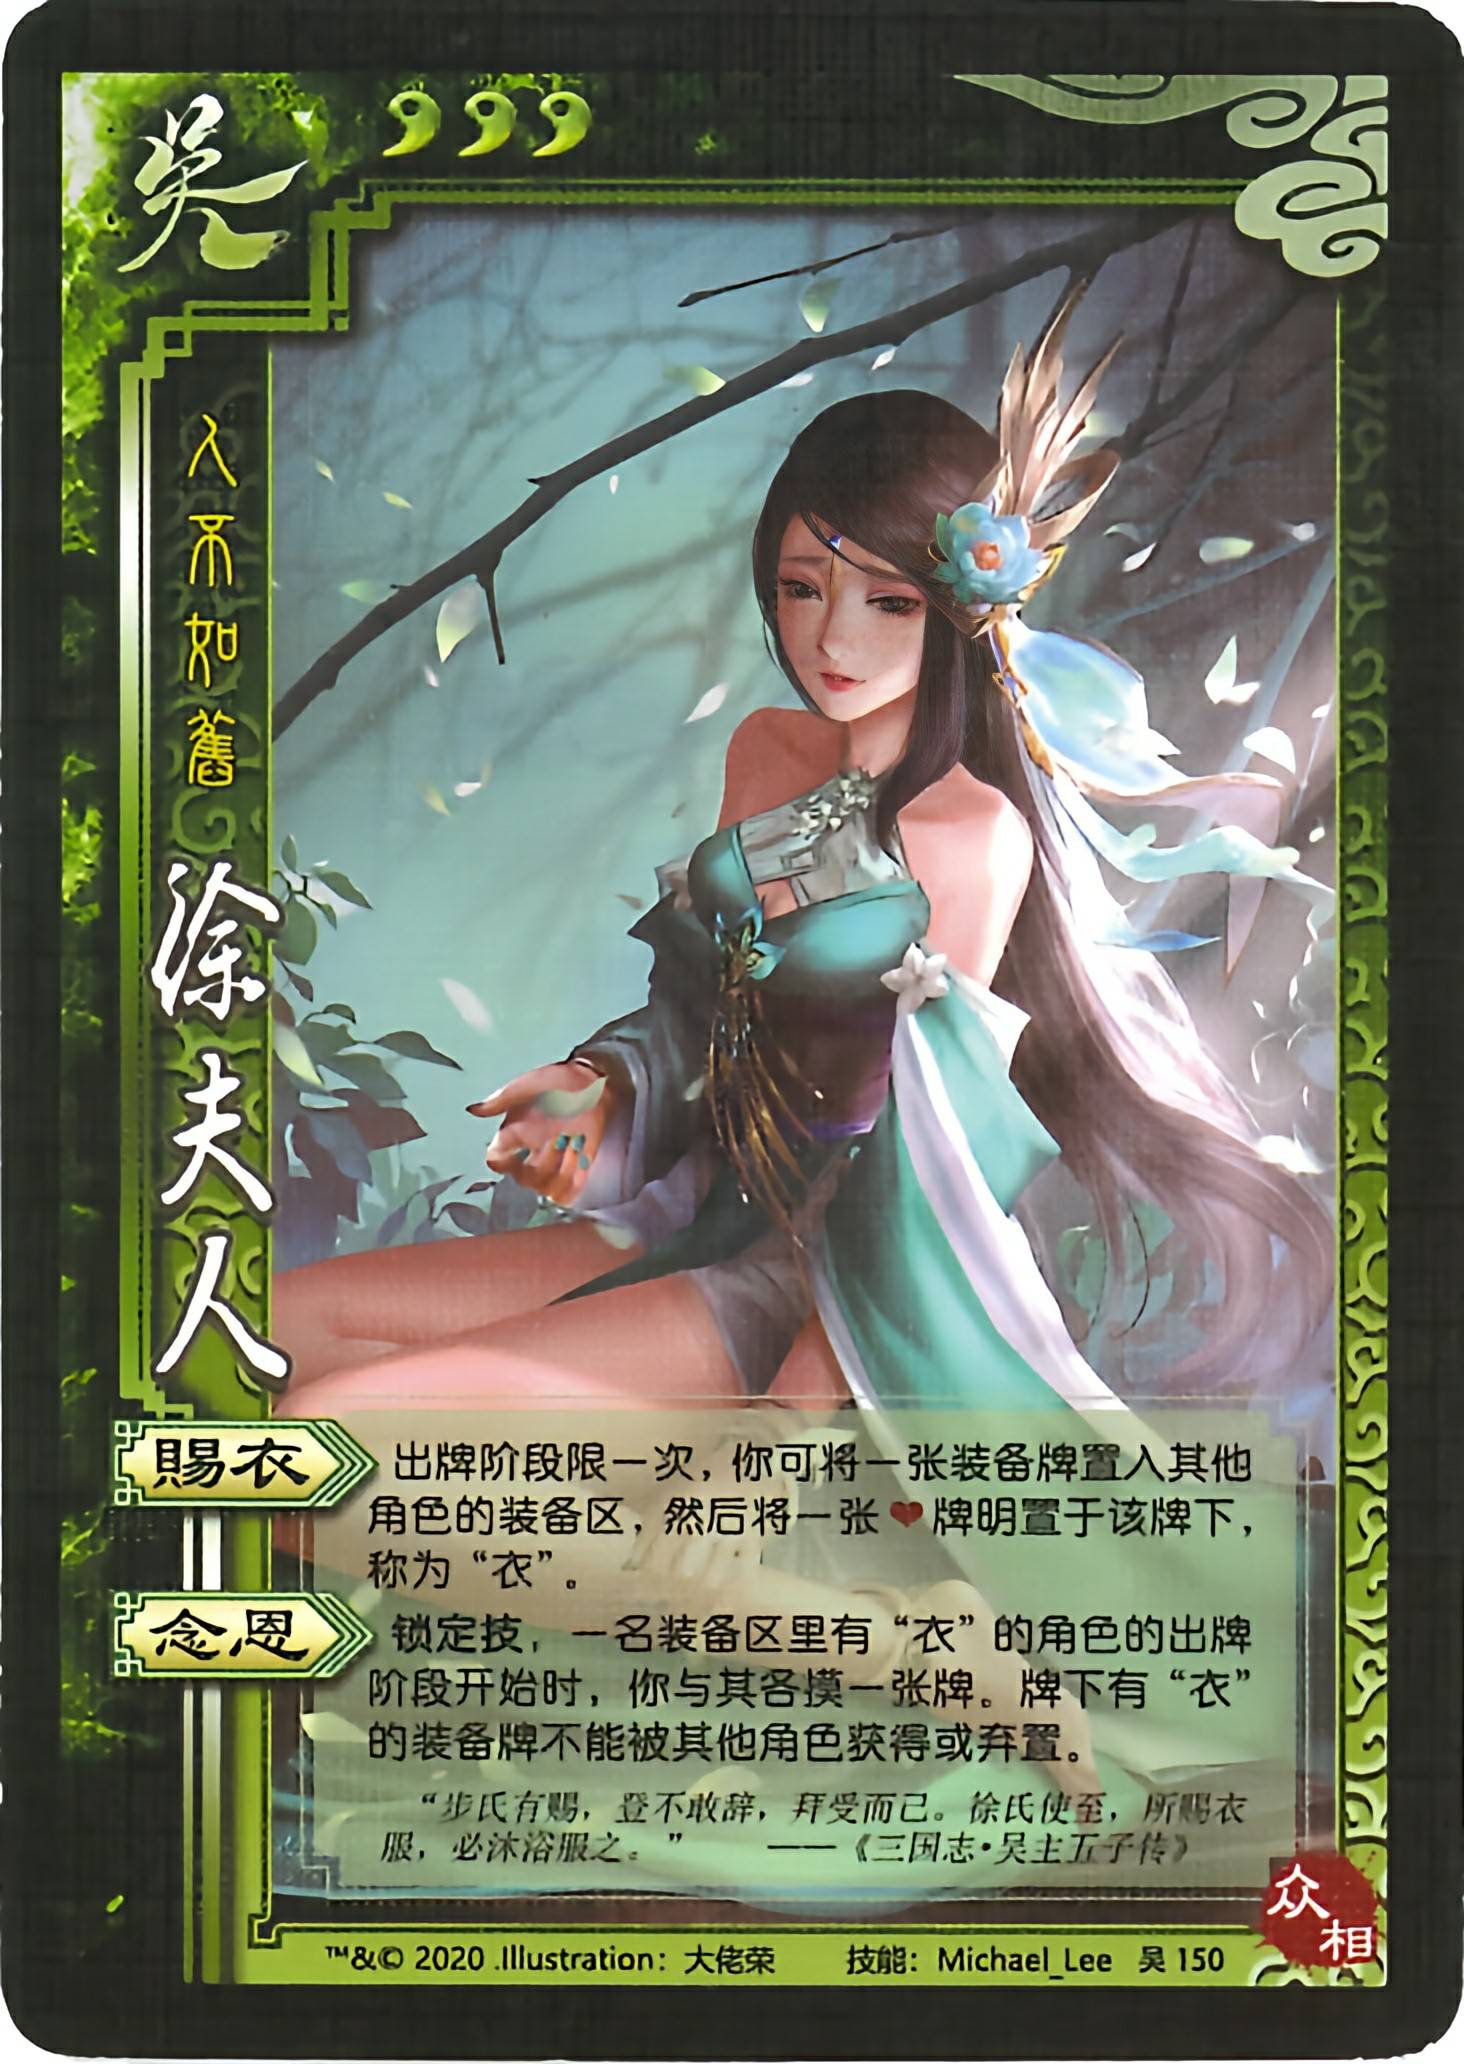 吴
人不如舊
徐夫人
賜衣
出牌阶段限一次，你可将一张装备牌置入其他
角色的装备区，然后将一张❤牌明置于该牌下，
称为“衣”。
念恩
锁定技，一名装备区里有“衣”的角色的出牌
阶段开始时，你与其各摸一张牌。牌下有“衣”
的装备牌不能被其他角色获得或弃置。
“步氏有赐，登不敢辞，拜受而已。徐氏使至，所赐衣
服，必沐浴服之。” ——《三国志·吴主五子传》
众相
™&© 2020 .Illustration：大佬荣 技能：Michael_Lee 吴 150